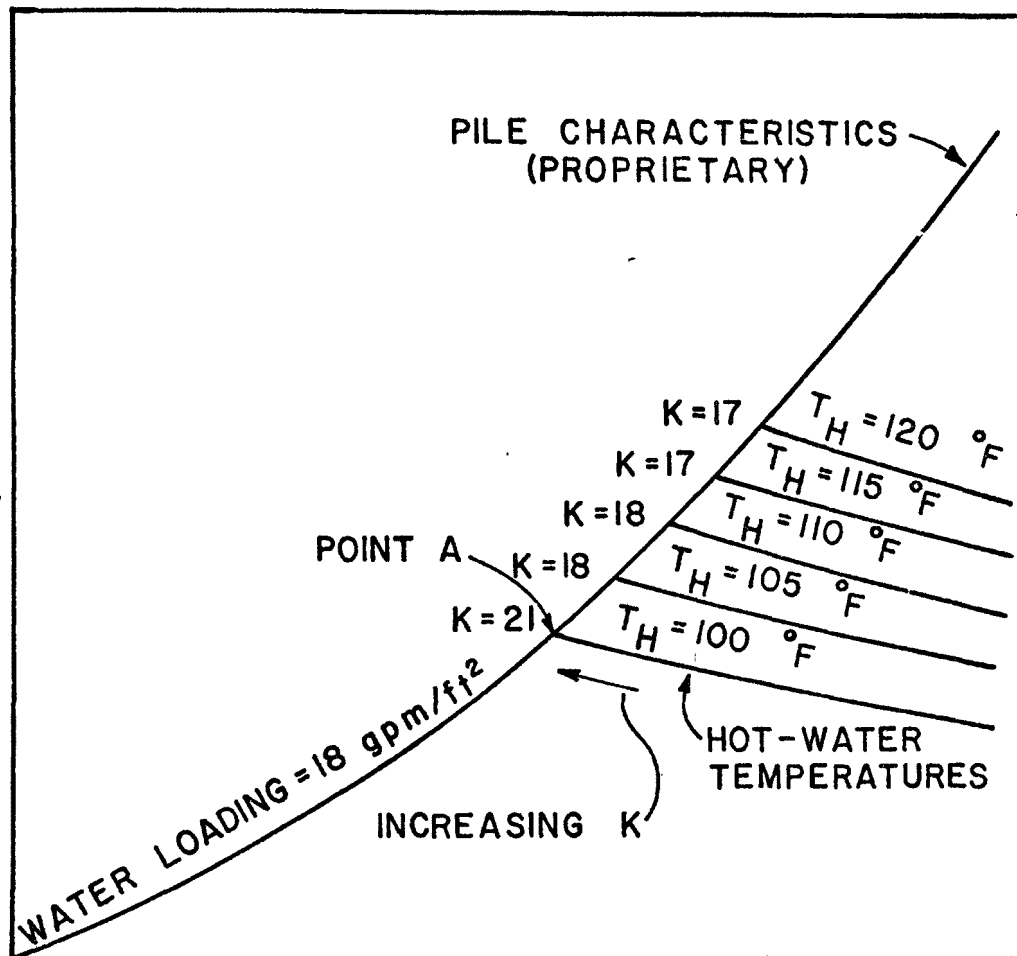 PILE CHARACTERISTICS
(PROPRIETARY)
K=17
T_H = 120 °F
K=17
T_H = 115 °F
K=18
T_H = 110 °F
POINT A
K=18
T_H = 105 °F
K=21
T_H = 100 °F
WATER LOADING = 18 gpm/ft²
HOT-WATER
TEMPERATURES
INCREASING K